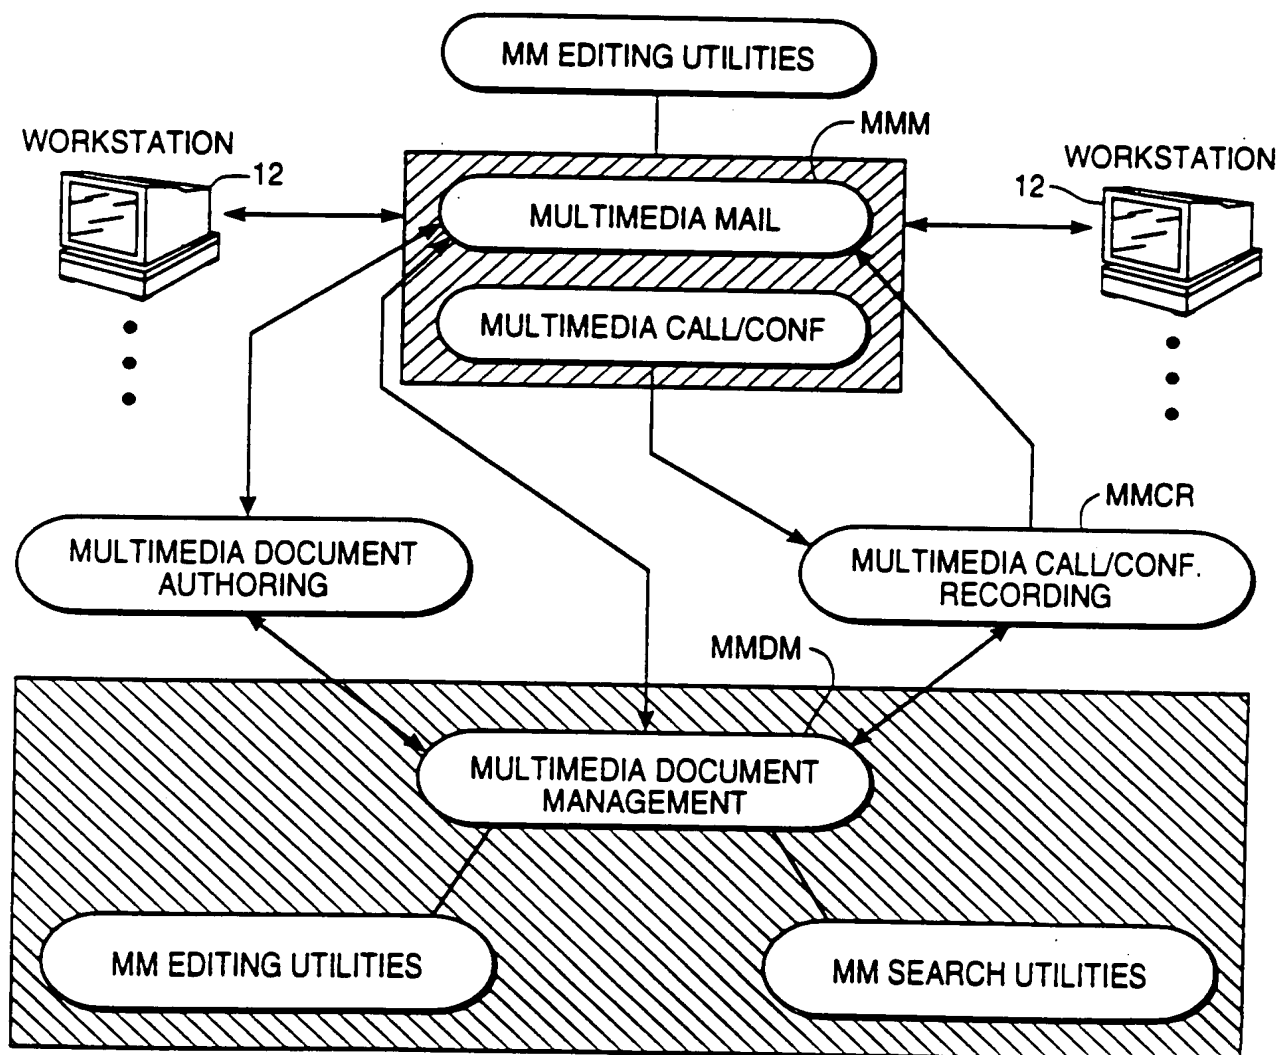 MM EDITING UTILITIES
MMM
WORKSTATION
12
WORKSTATION
12
MULTIMEDIA MAIL
MULTIMEDIA CALL/CONF
MMCR
MULTIMEDIA DOCUMENT
AUTHORING
MULTIMEDIA CALL/CONF.
RECORDING
MMDM
MULTIMEDIA DOCUMENT
MANAGEMENT
MM EDITING UTILITIES
MM SEARCH UTILITIES